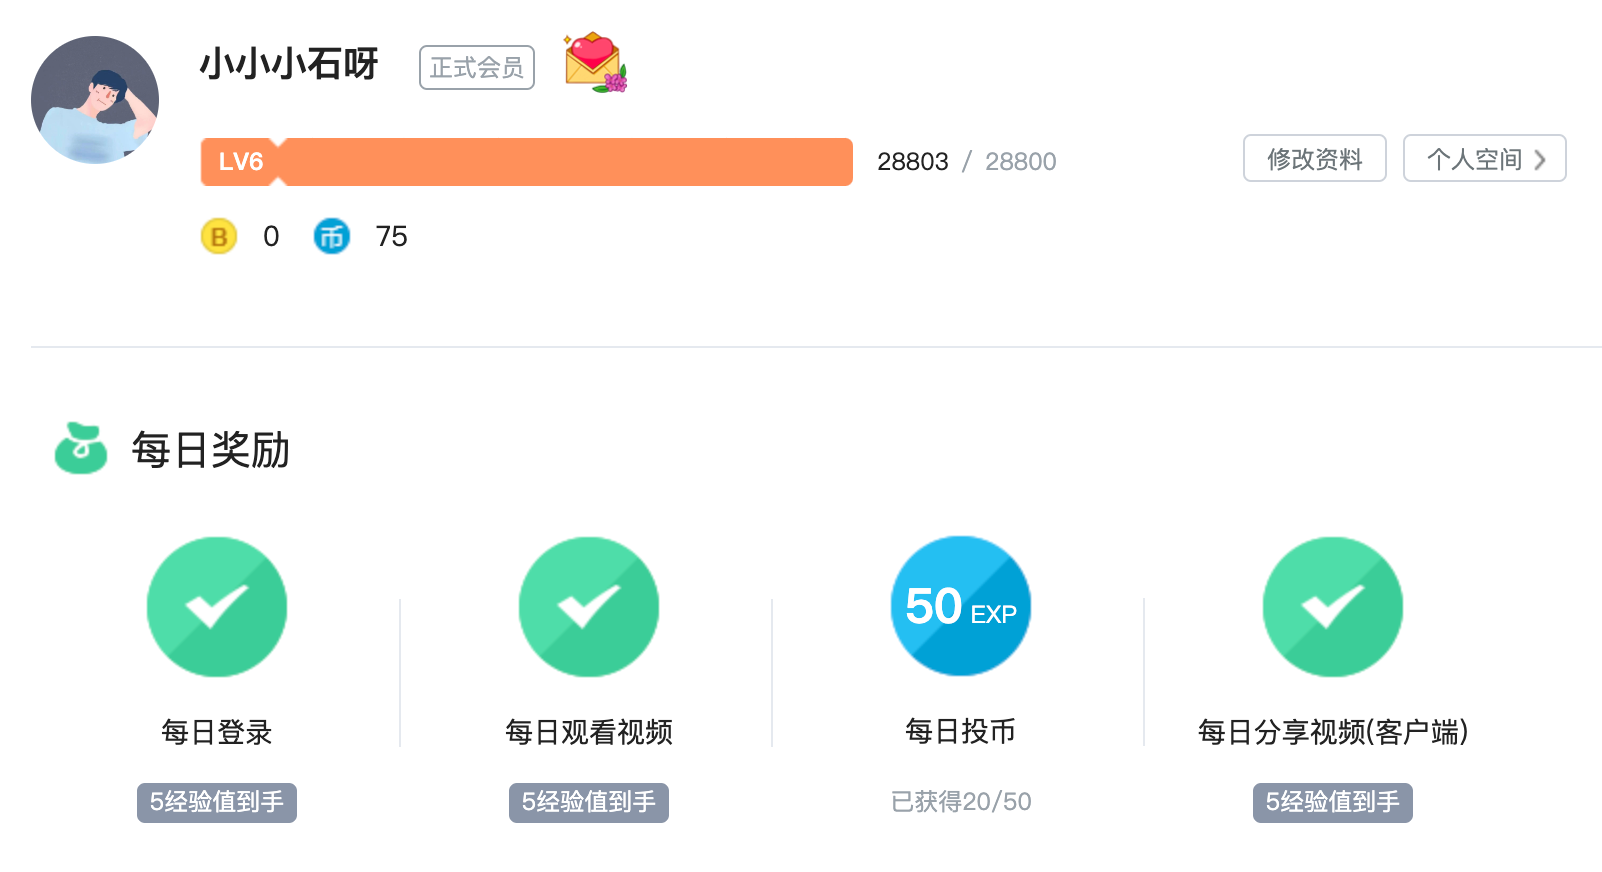 小小小石呀 正式会员
LV6 28803 / 28800 修改资料 个人空间
B 0 币 75
每日奖励
50 EXP
每日登录 每日观看视频 每日投币 每日分享视频(客户端)
5经验值到手 5经验值到手 已获得20/50 5经验值到手